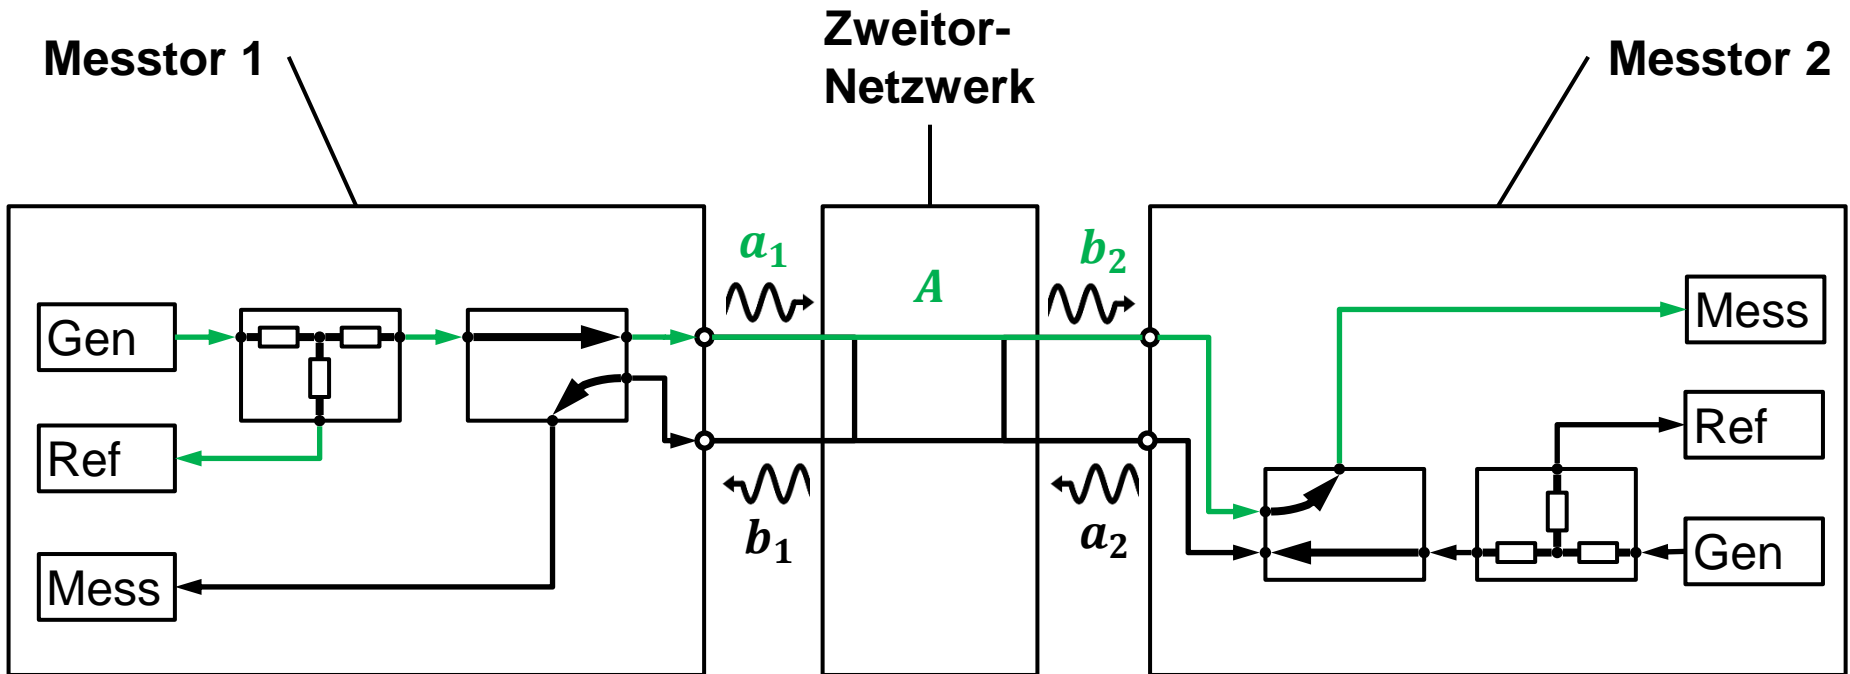 Messtor 1
Zweitor-
Netzwerk
Messtor 2
a₁
A
b₂
Gen
Ref
Mess
b₁
a₂
Mess
Ref
Gen